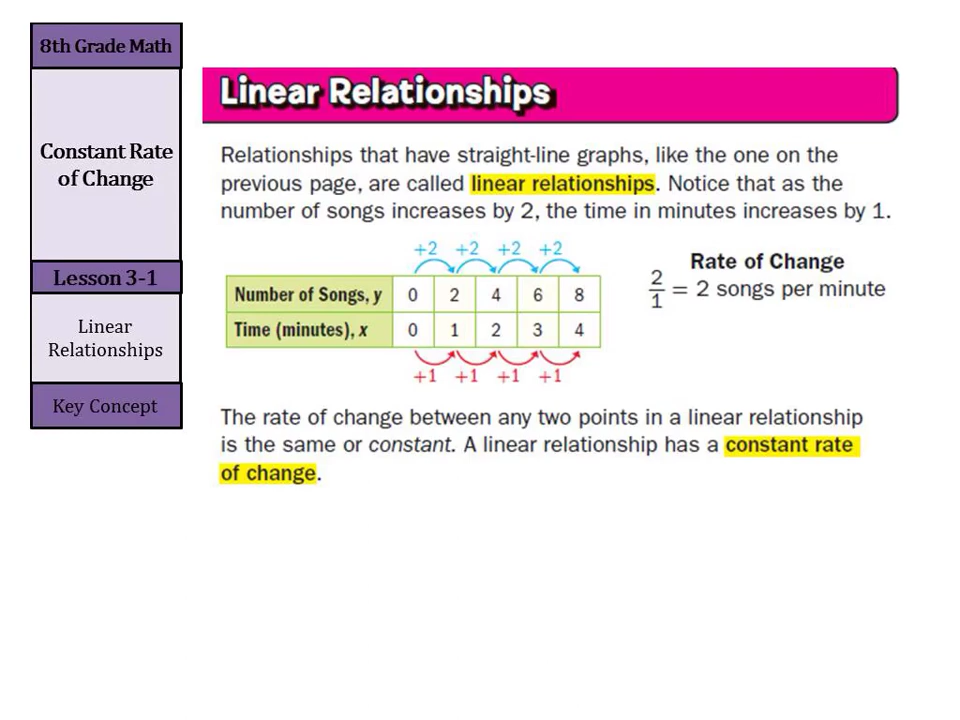 8th Grade Math
Constant Rate
of Change
Lesson 3-1
Linear
Relationships
Key Concept
Linear Relationships
Relationships that have straight-line graphs, like the one on the
previous page, are called linear relationships. Notice that as the
number of songs increases by 2, the time in minutes increases by 1.
+2 +2 +2 +2
Number of Songs, y 0 2 4 6 8
Time (minutes), x 0 1 2 3 4
+1 +1 +1 +1
Rate of Change
2/1 = 2 songs per minute
The rate of change between any two points in a linear relationship
is the same or constant. A linear relationship has a constant rate
of change.